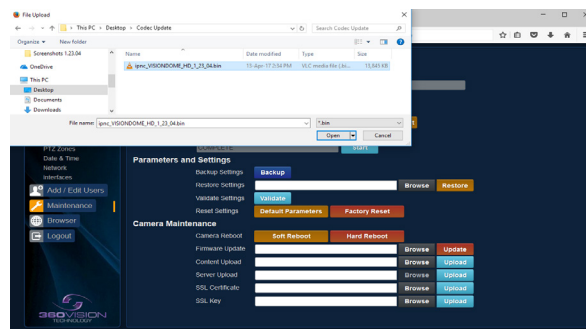 File Upload
This PC > Desktop > Codec Update
Search Codec Update
Organize New folder
Name Date modified Type Size
Screenshots 1.23.04
ipnc_VISIONDOME_HD_1_23_04.bin 11-Apr-17 2:54 PM VLC media file (.bi... 13,845 KB
OneDrive
This PC
Desktop
Documents
Downloads
File name: ipnc_VISIONDOME_HD_1_23_04.bin *.bin
Open Cancel
PTZ Zones
Start
Date & Time
Parameters and Settings
Network
Interfaces
Backup Settings Backup
Add / Edit Users
Restore Settings Browse Restore
Maintenance
Validate Settings Validate
Reset Settings Default Parameters Factory Reset
Browser
Camera Maintenance
Logout
Camera Reboot Soft Reboot Hard Reboot
Firmware Update Browse Update
Content Upload Browse Upload
Server Upload Browse Upload
SSL Certificate Browse Upload
SSL Key Browse Upload
360VISION
TECHNOLOGY